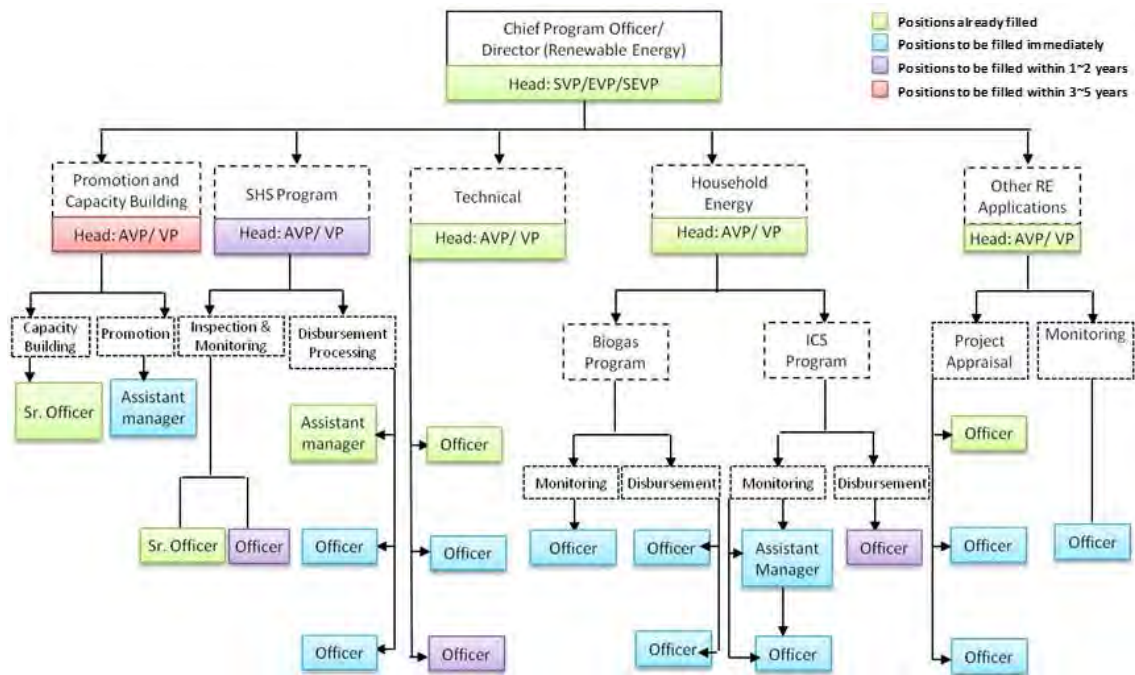 Chief Program Officer/
Director (Renewable Energy)
Head: SVP/EVP/SEVP
Positions already filled
Positions to be filled immediately
Positions to be filled within 1~2 years
Positions to be filled within 3~5 years
Promotion and
Capacity Building
Head: AVP/ VP
SHS Program
Head: AVP/ VP
Technical
Head: AVP/ VP
Household
Energy
Head: AVP/ VP
Other RE
Applications
Head: AVP/ VP
Capacity
Building
Promotion
Inspection &
Monitoring
Disbursement
Processing
Biogas
Program
ICS
Program
Project
Appraisal
Monitoring
Sr. Officer
Assistant
manager
Assistant
manager
Officer
Officer
Monitoring
Disbursement
Monitoring
Disbursement
Sr. Officer
Officer
Officer
Officer
Officer
Officer
Assistant
Manager
Officer
Officer
Officer
Officer
Officer
Officer
Officer
Officer